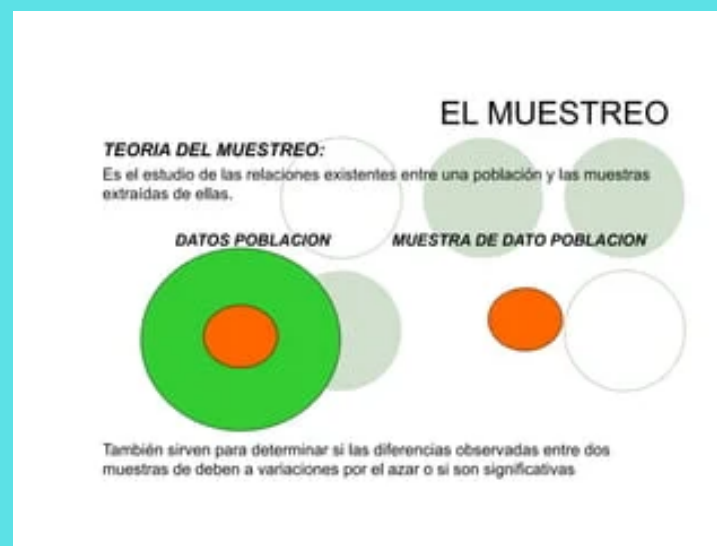 EL MUESTREO
TEORIA DEL MUESTREO:
Es el estudio de las relaciones existentes entre una población y las muestras
extraídas de ellas.
DATOS POBLACION MUESTRA DE DATO POBLACION
También sirven para determinar si las diferencias observadas entre dos
muestras de deben a variaciones por el azar o si son significativas